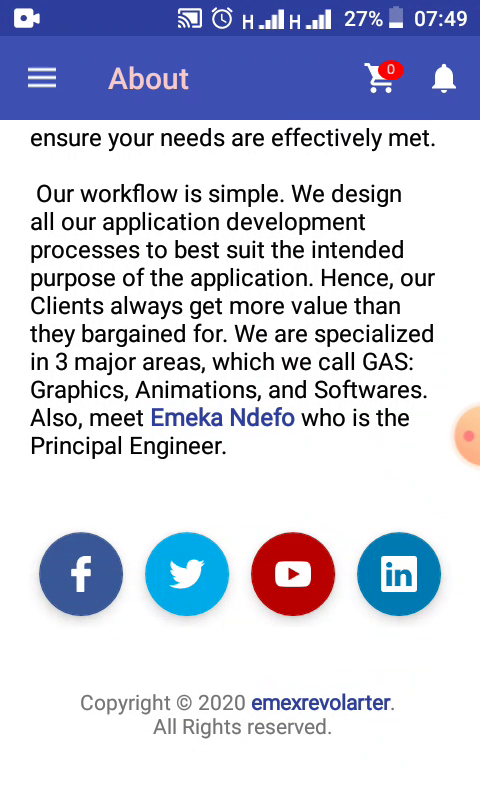 H H 27% 07:49
About 0
ensure your needs are effectively met.
Our workflow is simple. We design
all our application development
processes to best suit the intended
purpose of the application. Hence, our
Clients always get more value than
they bargained for. We are specialized
in 3 major areas, which we call GAS:
Graphics, Animations, and Softwares.
Also, meet Emeka Ndefo who is the
Principal Engineer.
f in
Copyright © 2020 emexrevolarter.
All Rights reserved.